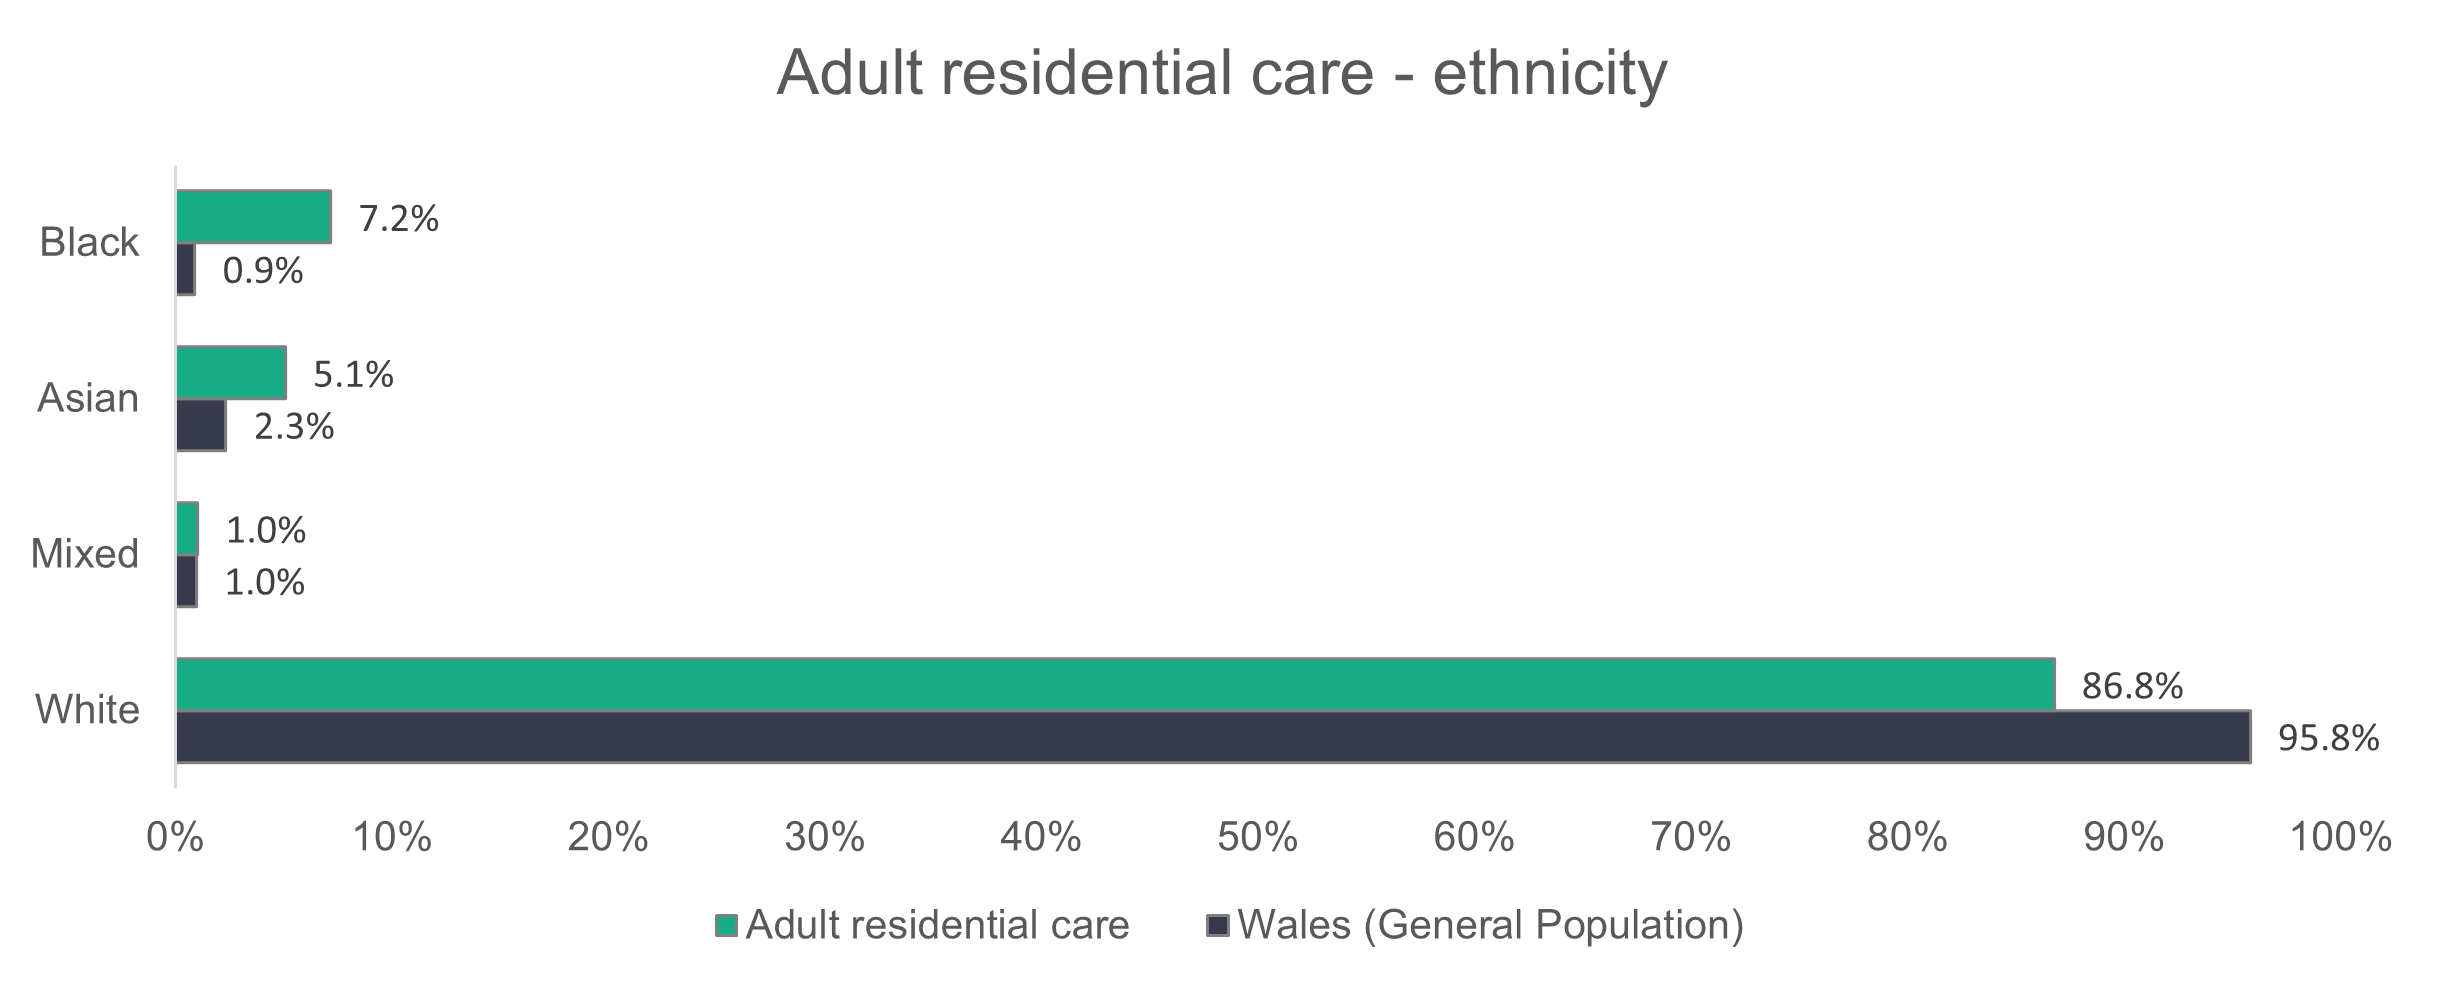 Adult residential care - ethnicity
Black
7.2%
0.9%
Asian
5.1%
2.3%
Mixed
1.0%
1.0%
White
86.8%
95.8%
0% 10% 20% 30% 40% 50% 60% 70% 80% 90% 100%
Adult residential care Wales (General Population)